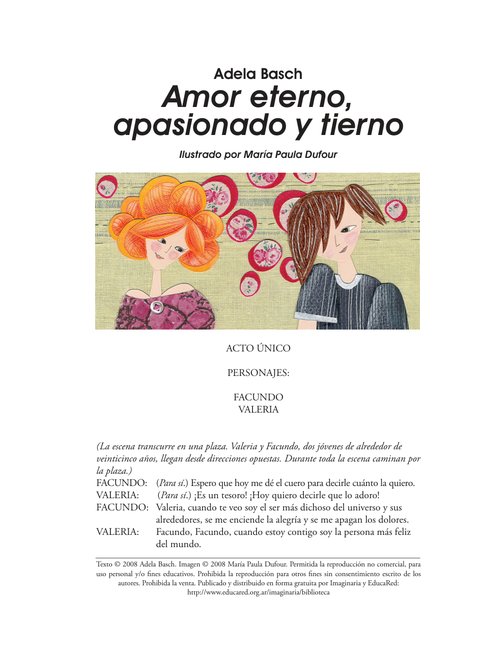 Adela Basch
Amor eterno,
apasionado y tierno
Ilustrado por María Paula Dufour
ACTO ÚNICO
PERSONAJES:
FACUNDO
VALERIA
(La escena transcurre en una plaza. Valeria y Facundo, dos jóvenes de alrededor de
veinticinco años, llegan desde direcciones opuestas. Durante toda la escena caminan por
la plaza.)
FACUNDO: (Para sí.) Espero que hoy me dé el cuero para decirle cuánto la quiero.
VALERIA: (Para sí.) ¡Es un tesoro! ¡Hoy quiero decirle que lo adoro!
FACUNDO: Valeria, cuando te veo soy el ser más dichoso del universo y sus
alrededores, se me enciende la alegría y se me apagan los dolores.
VALERIA: Facundo, Facundo, cuando estoy contigo soy la persona más feliz
del mundo.
Texto © 2008 Adela Basch. Imagen © 2008 María Paula Dufour. Permitida la reproducción no comercial, para
uso personal y/o fines educativos. Prohibida la reproducción para otros fines sin consentimiento escrito de los
autores. Prohibida la venta. Publicado y distribuido en forma gratuita por Imaginaria y EducaRed:
http://www.educared.org.ar/imaginaria/biblioteca